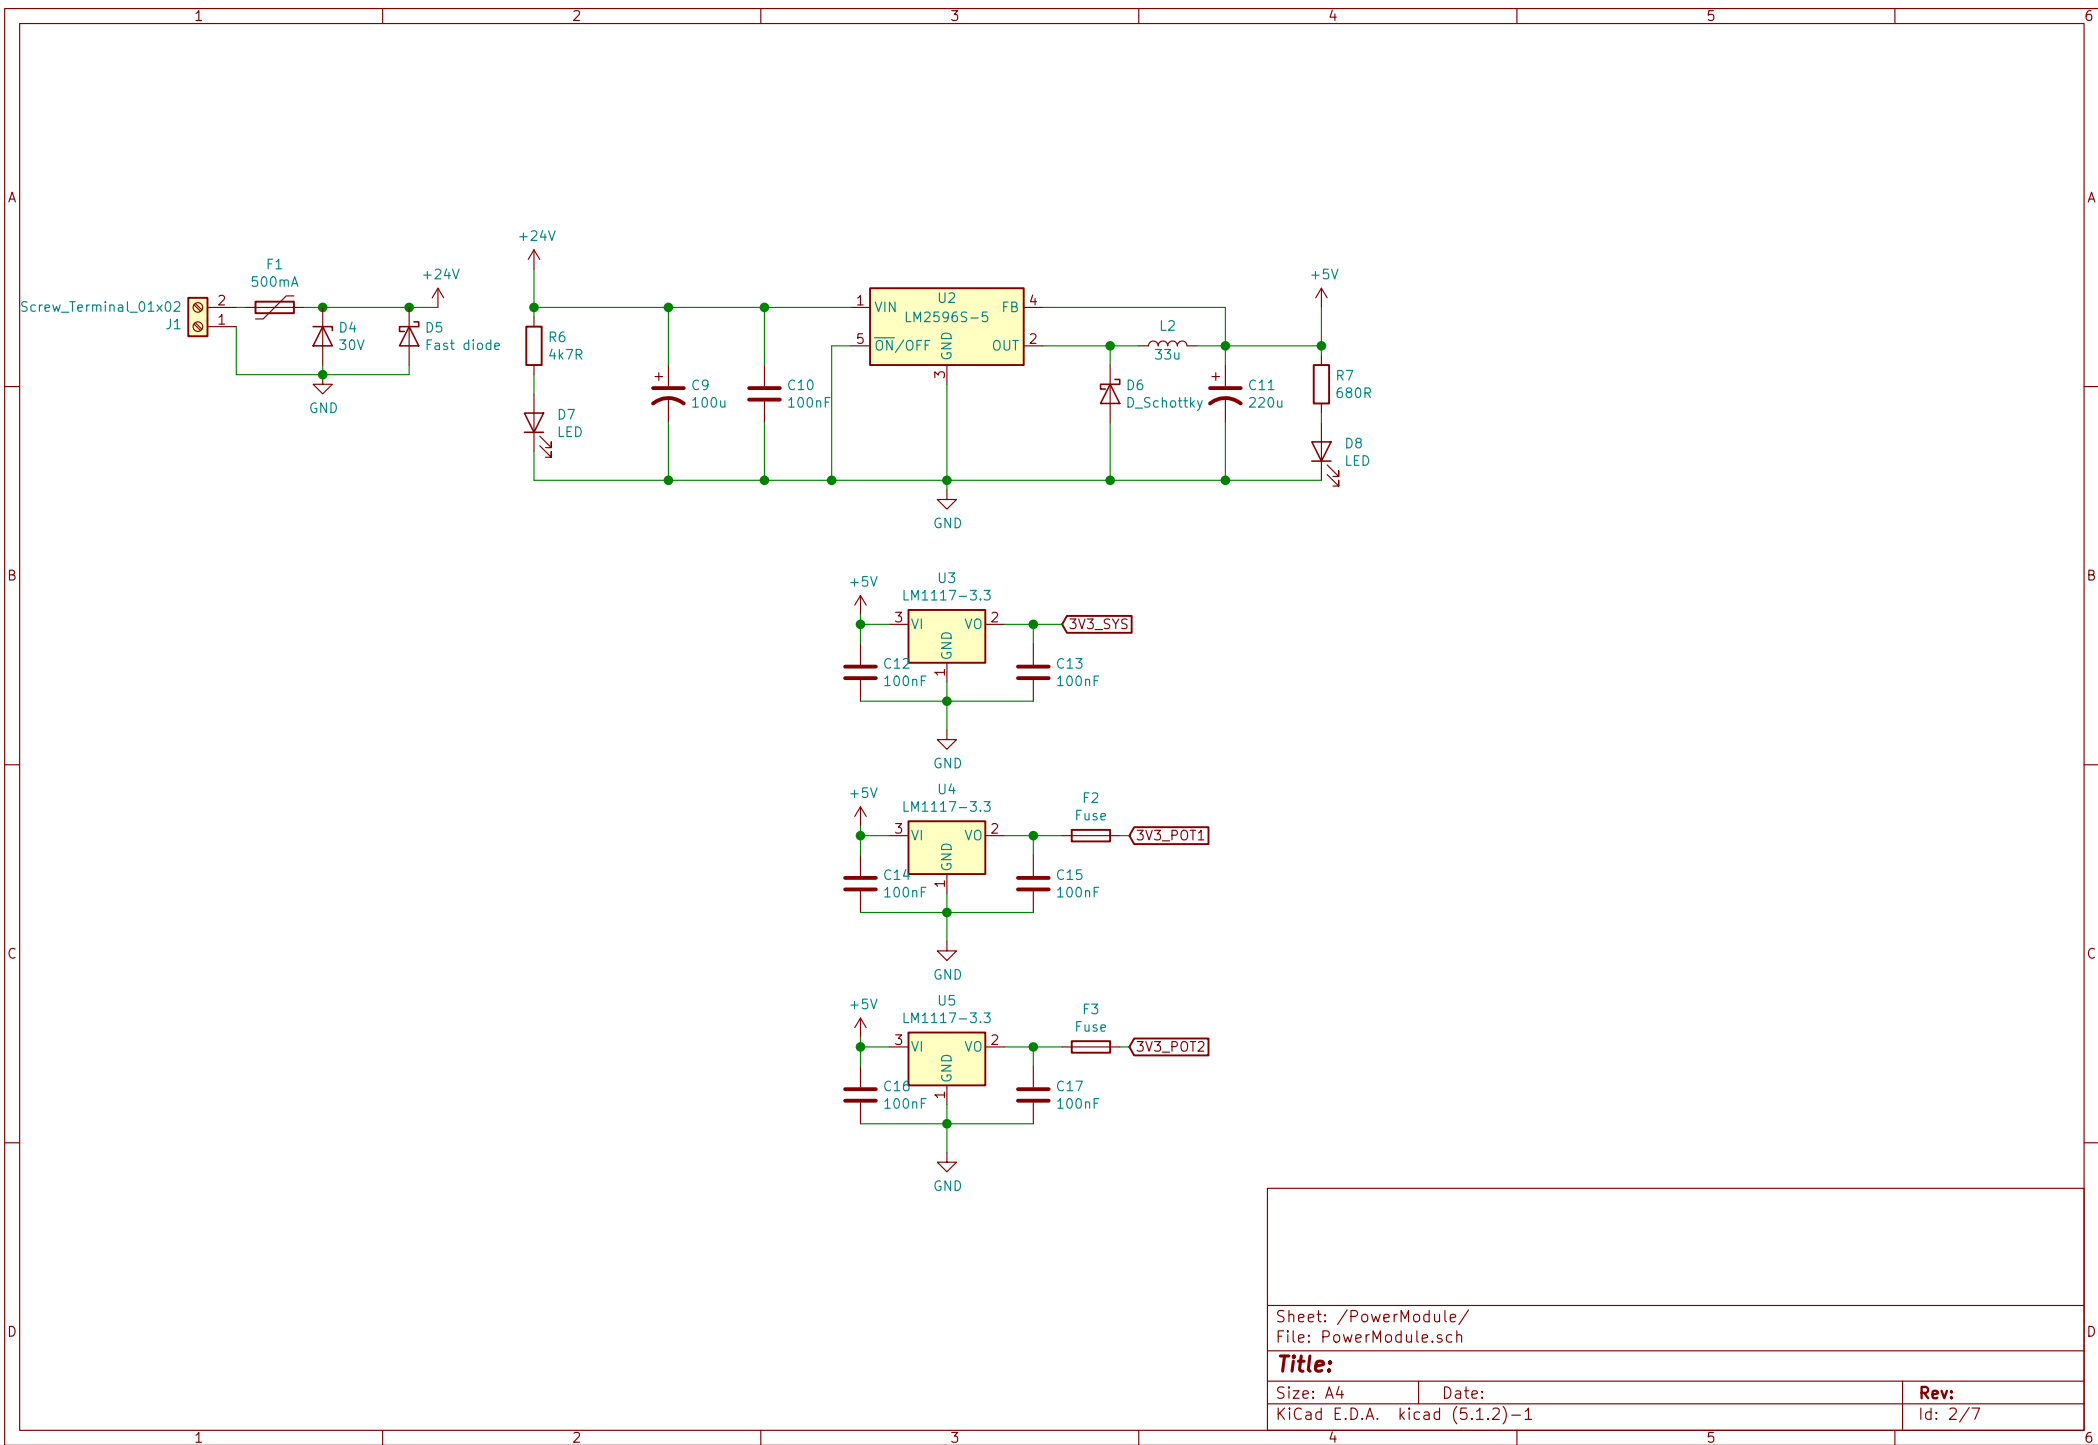 1 2 3 4 5 6
A A
B B
C C
D D
F1
500mA
+24V
Screw_Terminal_01x02
J1
2
1
D4
30V
D5
Fast diode
GND
+24V
R6
4k7R
D7
LED
C9
100u
+
C10
100nF
U2
LM2596S-5
1 VIN
5 ON/OFF
GND
3
FB 4
OUT 2
L2
33u
D6
D_Schottky
+
C11
220u
+5V
R7
680R
D8
LED
GND
+5V
U3
LM1117-3.3
3 VI
VO 2
GND
1
3V3_SYS
C12
100nF
C13
100nF
GND
+5V
U4
LM1117-3.3
3 VI
VO 2
GND
1
F2
Fuse
3V3_POT1
C14
100nF
C15
100nF
GND
+5V
U5
LM1117-3.3
3 VI
VO 2
GND
1
F3
Fuse
3V3_POT2
C16
100nF
C17
100nF
GND
Sheet: /PowerModule/
File: PowerModule.sch
Title:
Size: A4 Date: Rev:
KiCad E.D.A. kicad (5.1.2)-1 Id: 2/7
1 2 3 4 5 6